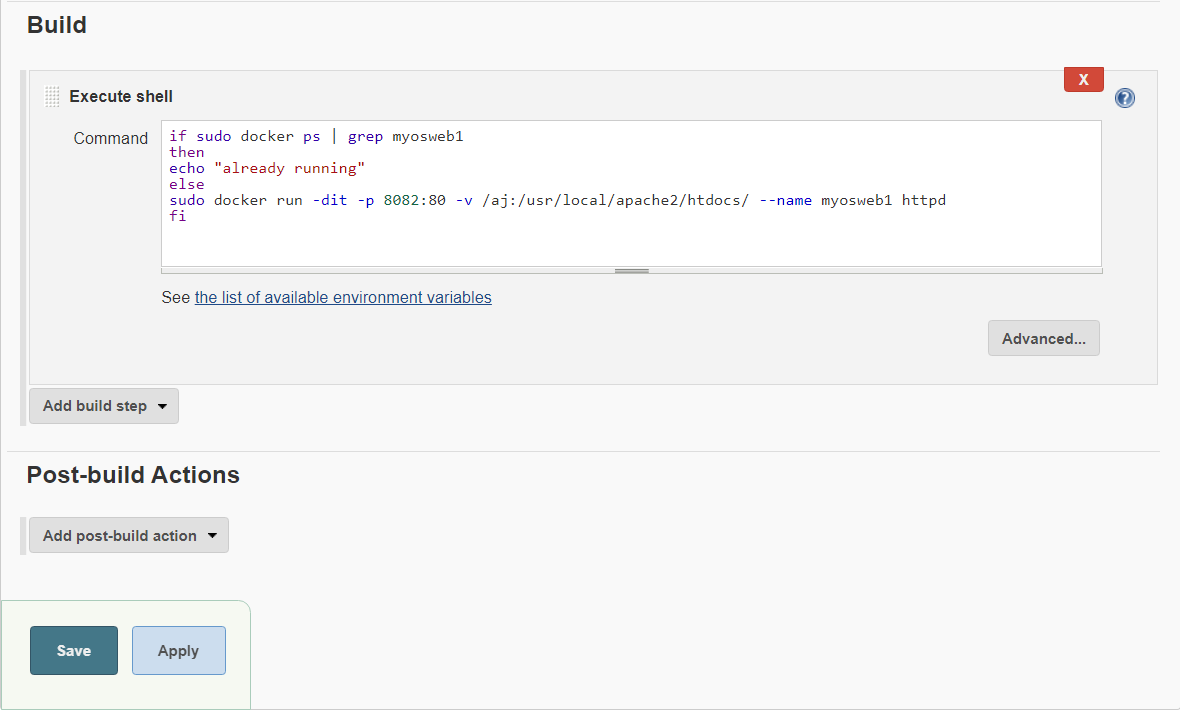 Build
X
Execute shell
?
Command
if sudo docker ps | grep myosweb1
then
echo "already running"
else
sudo docker run -dit -p 8082:80 -v /aj:/usr/local/apache2/htdocs/ --name myosweb1 httpd
fi
See the list of available environment variables
Advanced...
Add build step
Post-build Actions
Add post-build action
Save
Apply